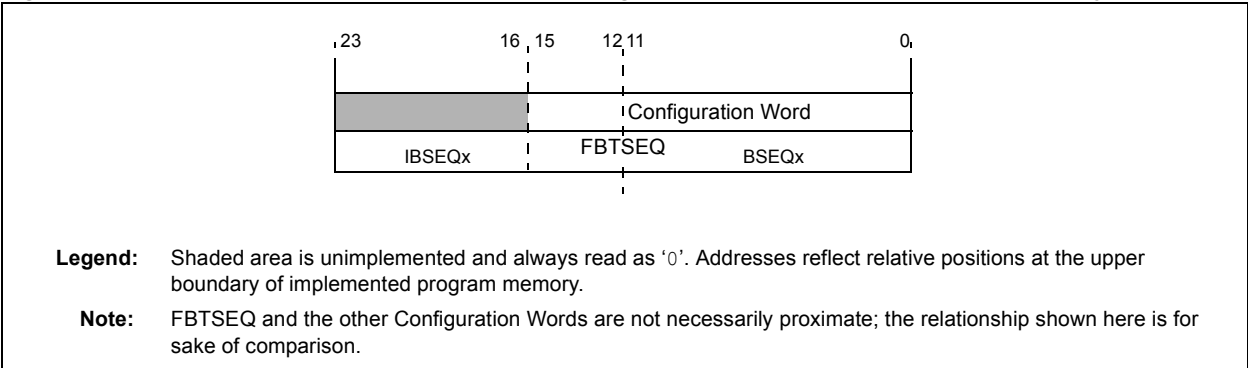 23 16 15 12 11 0
Configuration Word
IBSEQx FBTSEQ BSEQx
Legend: Shaded area is unimplemented and always read as ‘0’. Addresses reflect relative positions at the upper
boundary of implemented program memory.
Note: FBTSEQ and the other Configuration Words are not necessarily proximate; the relationship shown here is for
sake of comparison.